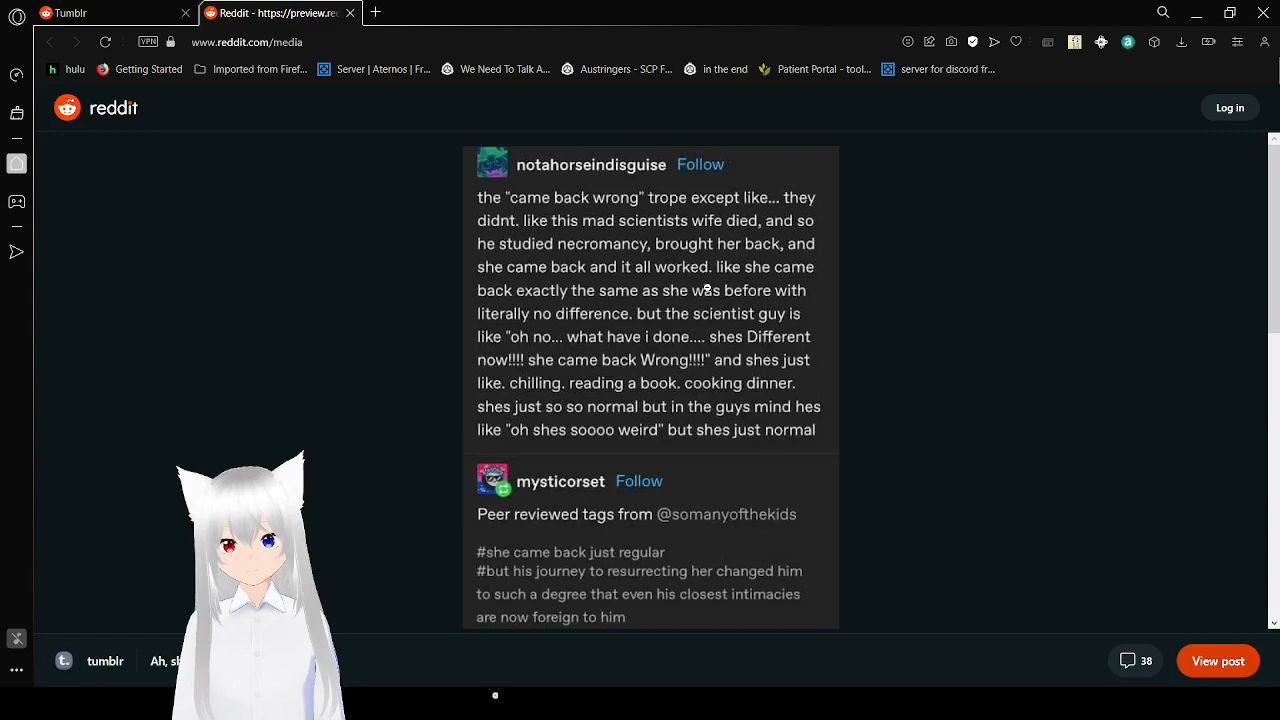 Tumblr
Reddit - https://preview.red
VPN
www.reddit.com/media
hulu
Getting Started
Imported from Firef...
Server | Aternos | Fr...
We Need To Talk A...
Austringers - SCP F...
in the end
Patient Portal - tool...
server for discord fr...
reddit
Log in
notahorseindisguise Follow
the "came back wrong" trope except like... they
didnt. like this mad scientists wife died, and so
he studied necromancy, brought her back, and
she came back and it all worked. like she came
back exactly the same as she was before with
literally no difference. but the scientist guy is
like "oh no... what have i done.... shes Different
now!!!! she came back Wrong!!!!" and shes just
like. chilling. reading a book. cooking dinner.
shes just so so normal but in the guys mind hes
like "oh shes soooo weird" but shes just normal
mysticorset Follow
Peer reviewed tags from @somanyofthekids
#she came back just regular
#but his journey to resurrecting her changed him
to such a degree that even his closest intimacies
are now foreign to him
tumblr
Ah,
38
View post